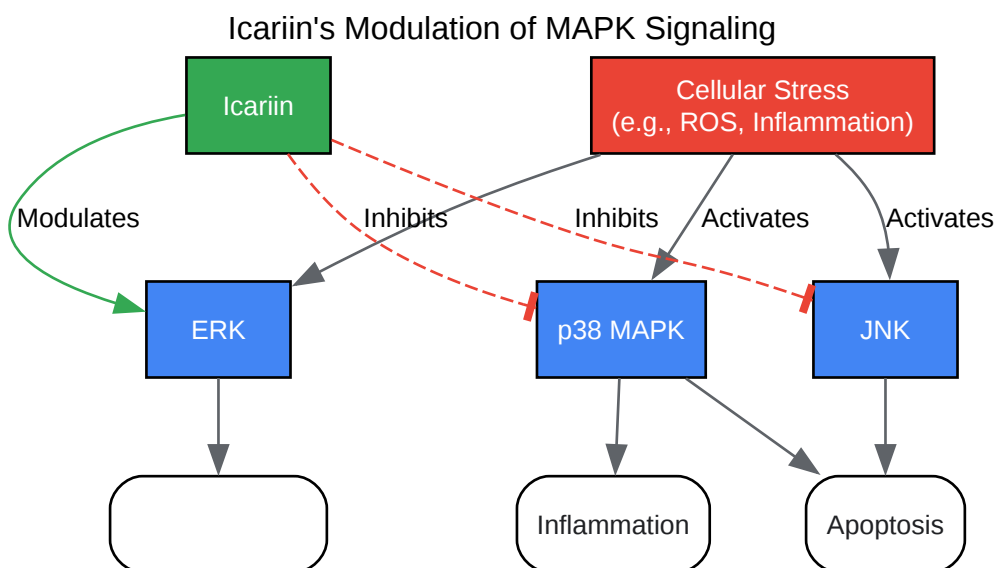 Icariin's Modulation of MAPK Signaling
Icariin
Cellular Stress
(e.g., ROS, Inflammation)
Modulates
Inhibits
Inhibits
Activates
Activates
ERK
p38 MAPK
JNK
Inflammation
Apoptosis